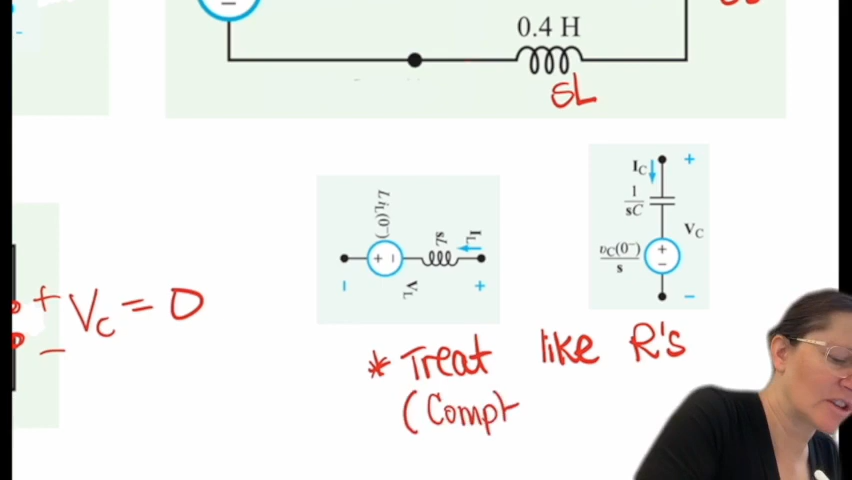 0.4 H
sL
Li_L(0⁻)
sL
I_L
+ −
− V_L +
I_C
+
1/sC
V_C
v_C(0⁻)/s
+
−
−
+ V_C = 0
−
* Treat like R's
(Compl